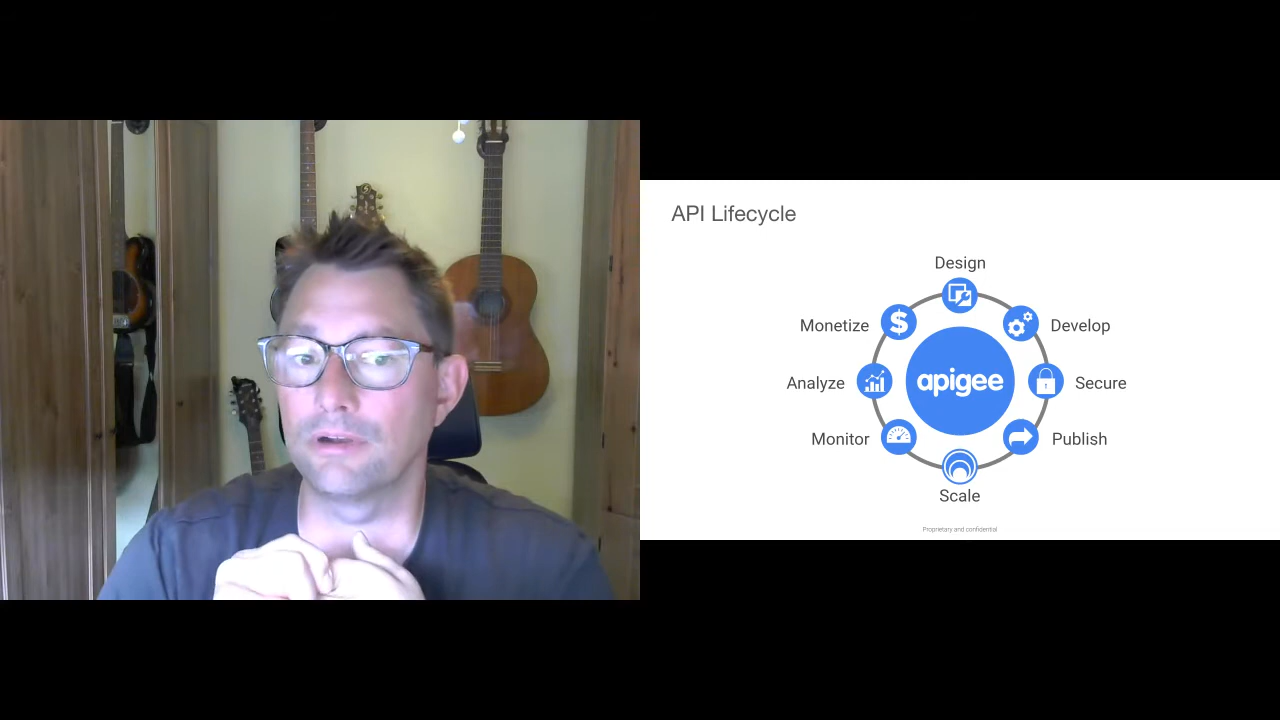 API Lifecycle
Design
Monetize
Develop
Analyze
apigee
Secure
Monitor
Publish
Scale
Proprietary and confidential